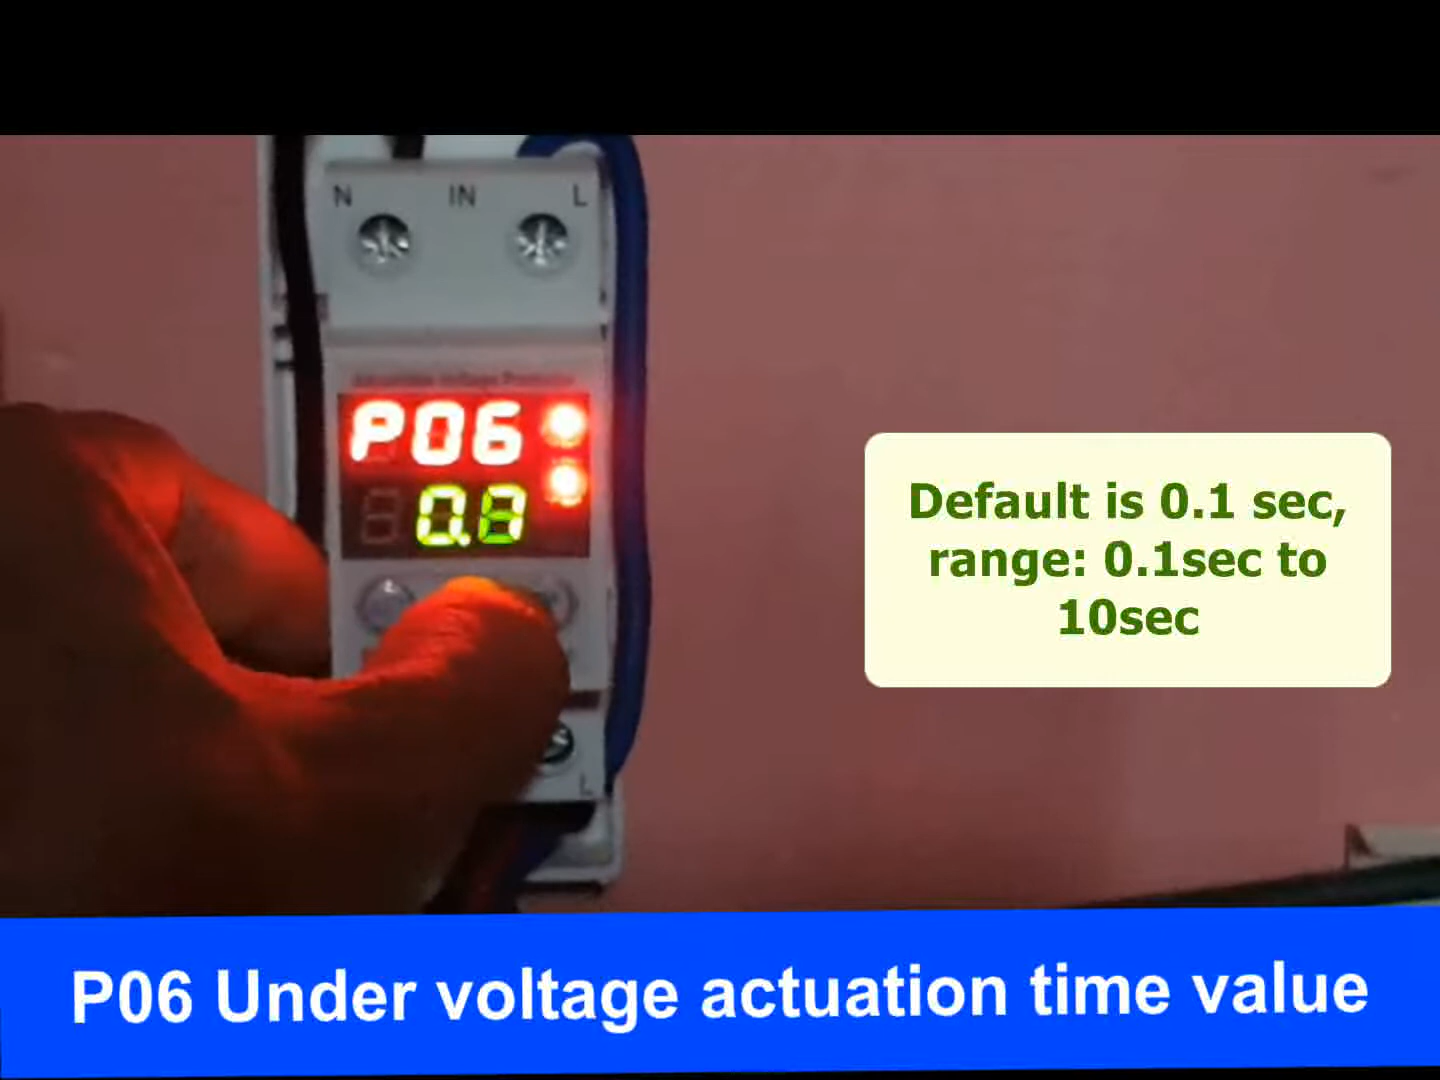 N IN L
P06
0.8
L
Default is 0.1 sec,
range: 0.1sec to
10sec
P06 Under voltage actuation time value